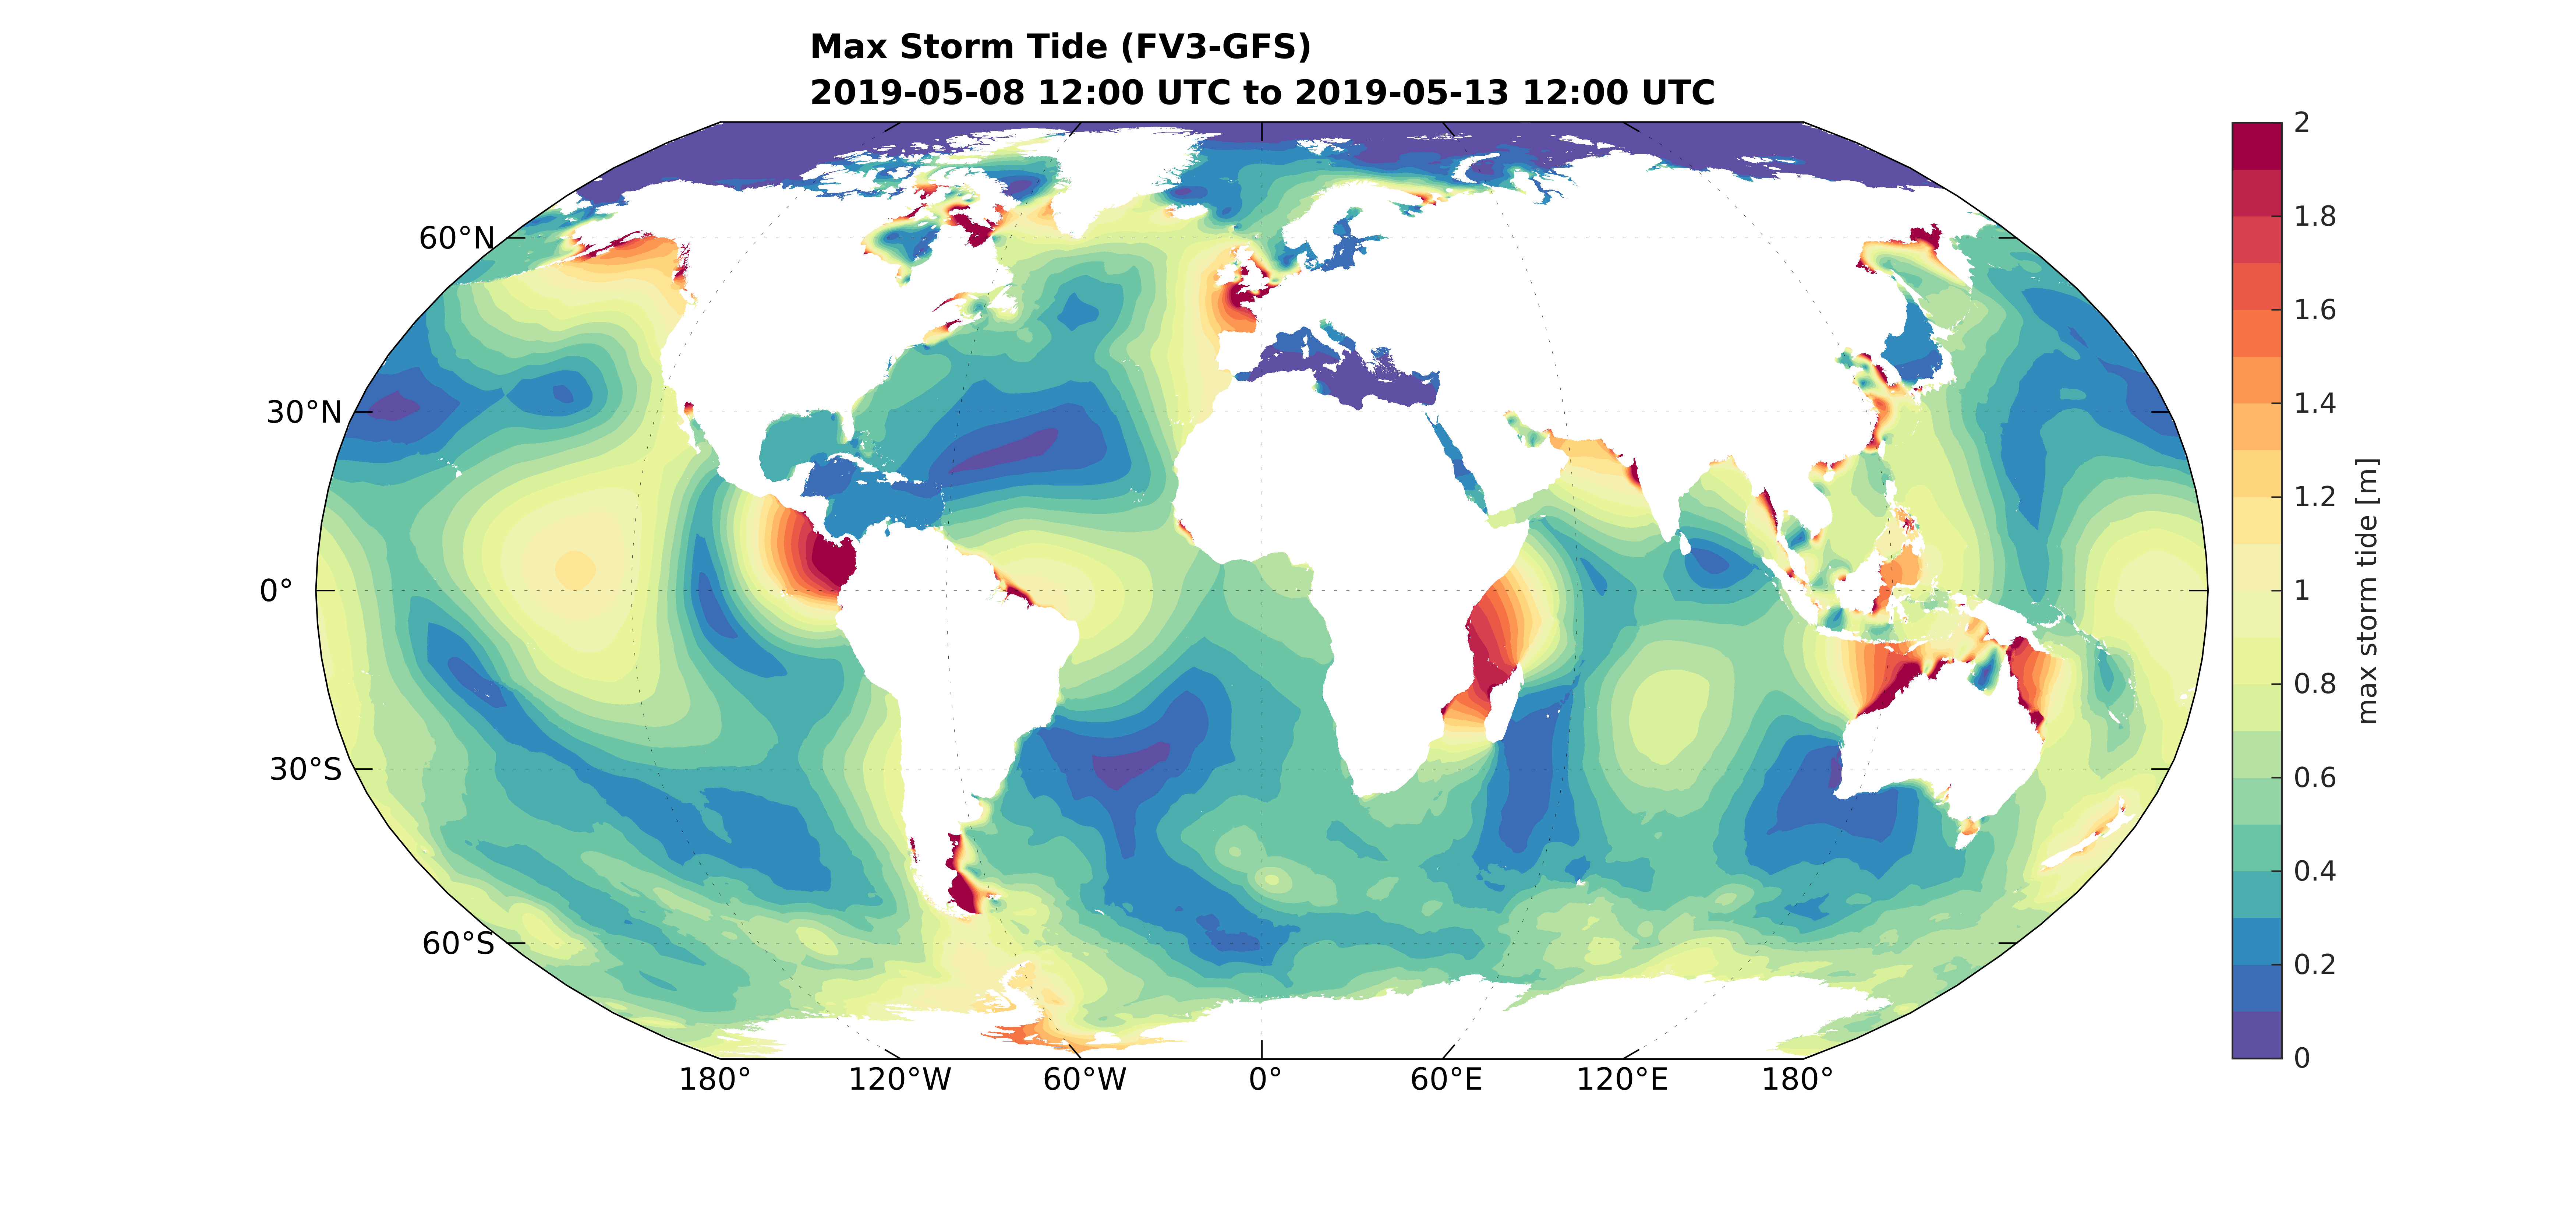 Max Storm Tide (FV3-GFS)
2019-05-08 12:00 UTC to 2019-05-13 12:00 UTC
60°N
30°N
0°
30°S
60°S
180°
120°W
60°W
0°
60°E
120°E
180°
2
1.8
1.6
1.4
1.2
1
0.8
0.6
0.4
0.2
0
max storm tide [m]